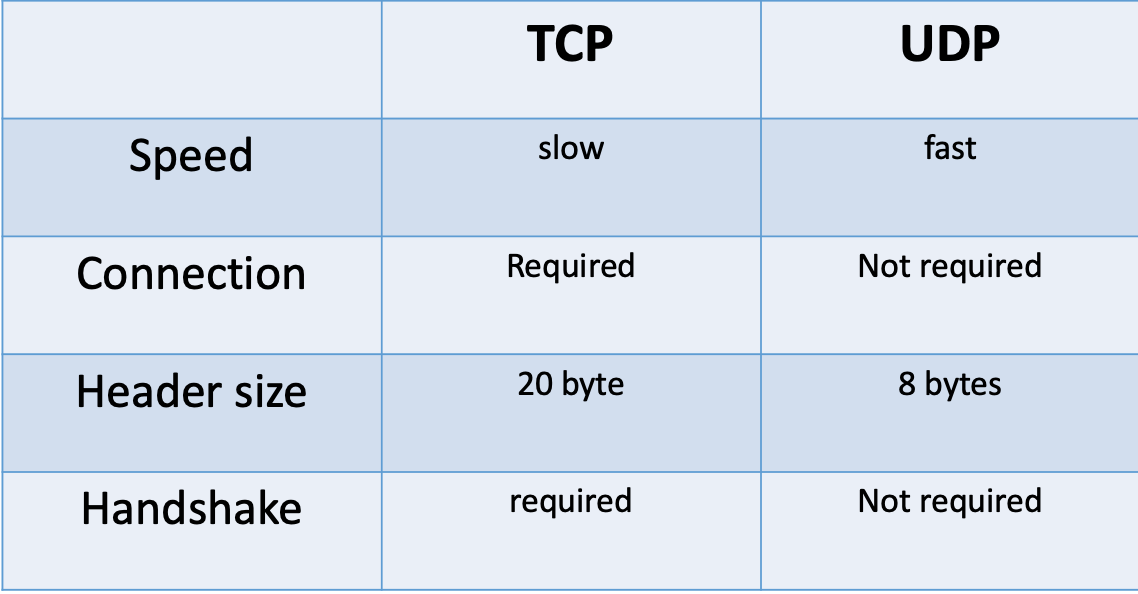 TCP UDP
Speed slow fast
Connection Required Not required
Header size 20 byte 8 bytes
Handshake required Not required